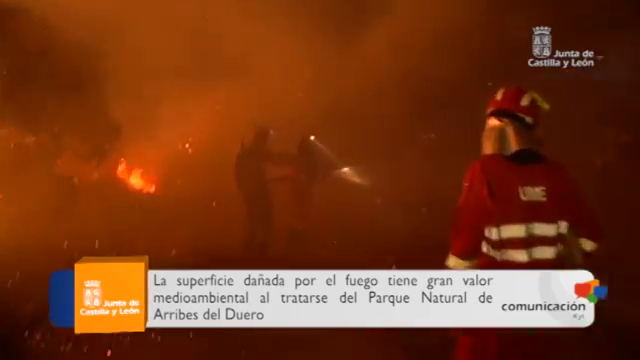 Junta de
Castilla y León
UME
La superficie dañada por el fuego tiene gran valor
medioambiental al tratarse del Parque Natural de
Arribes del Duero
Junta de
Castilla y León
comunicación